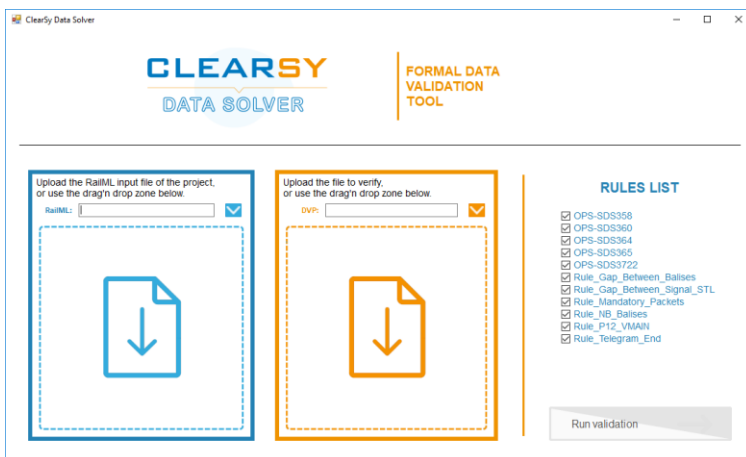 ClearSy Data Solver
CLEARSY
DATA SOLVER
FORMAL DATA
VALIDATION
TOOL
Upload the RailML input file of the project,
or use the drag'n drop zone below.
RailML:
Upload the file to verify,
or use the drag'n drop zone below.
DVP:
RULES LIST
OPS-SDS358
OPS-SDS360
OPS-SDS364
OPS-SDS365
OPS-SDS3722
Rule_Gap_Between_Balises
Rule_Gap_Between_Signal_STL
Rule_Mandatory_Packets
Rule_NB_Balises
Rule_P12_VMAIN
Rule_Telegram_End
Run validation